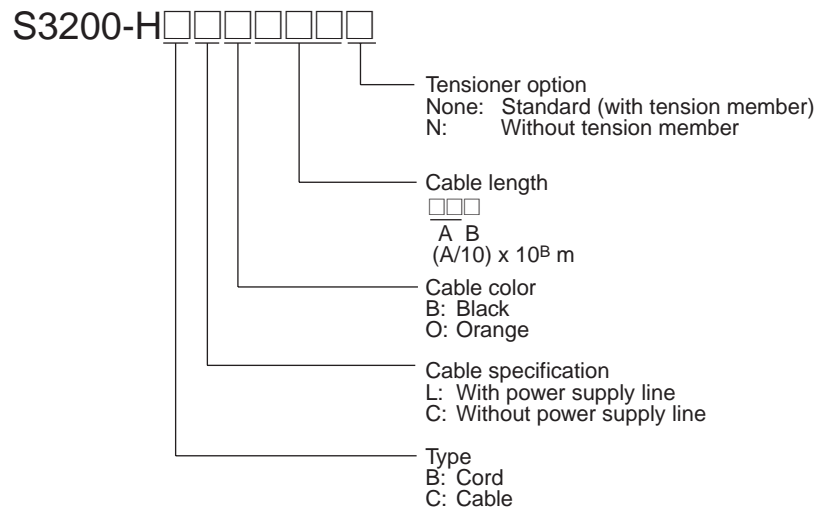 S3200-H□□□□□□□
Tensioner option
None: Standard (with tension member)
N: Without tension member
Cable length
□□□
A B
(A/10) x 10ᴮ m
Cable color
B: Black
O: Orange
Cable specification
L: With power supply line
C: Without power supply line
Type
B: Cord
C: Cable